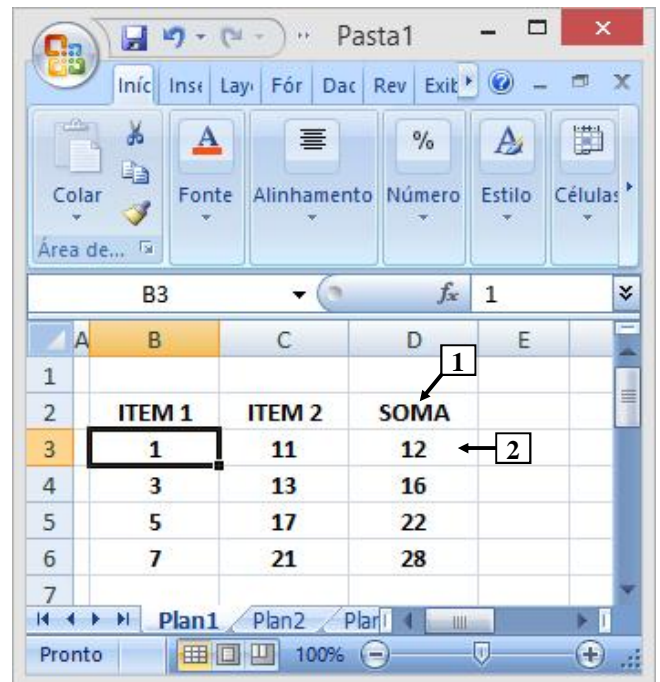 Pasta1
Iníc Inse Lay Fór Dac Rev Exit
Colar Fonte Alinhamento % Número Estilo Células
Área de...
B3 fx 1
A B C D E
1
1
2 ITEM 1 ITEM 2 SOMA
3 1 11 12 2
4 3 13 16
5 5 17 22
6 7 21 28
7
Plan1 Plan2 Plan
Pronto 100%